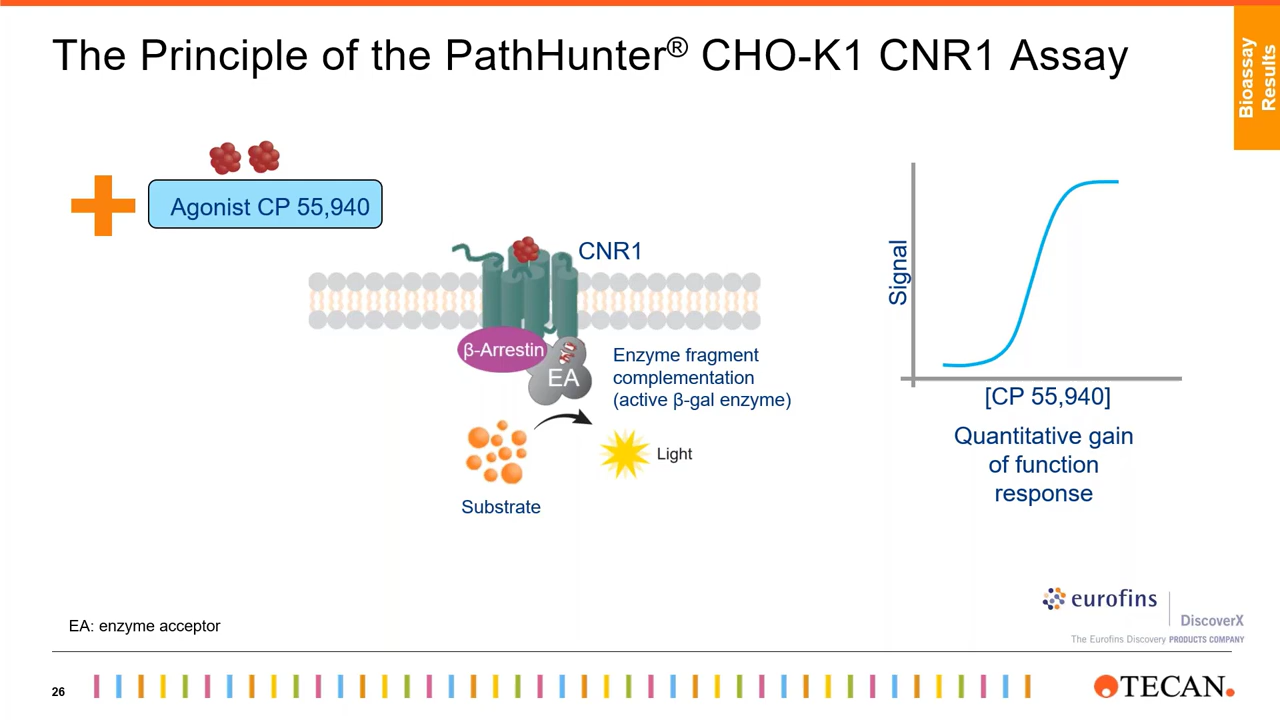 The Principle of the PathHunter® CHO-K1 CNR1 Assay
Bioassay
Results
Agonist CP 55,940
CNR1
β-Arrestin
EA
Enzyme fragment
complementation
(active β-gal enzyme)
Light
Substrate
Signal
[CP 55,940]
Quantitative gain
of function
response
EA: enzyme acceptor
eurofins
DiscoverX
The Eurofins Discovery PRODUCTS COMPANY
26
TECAN.